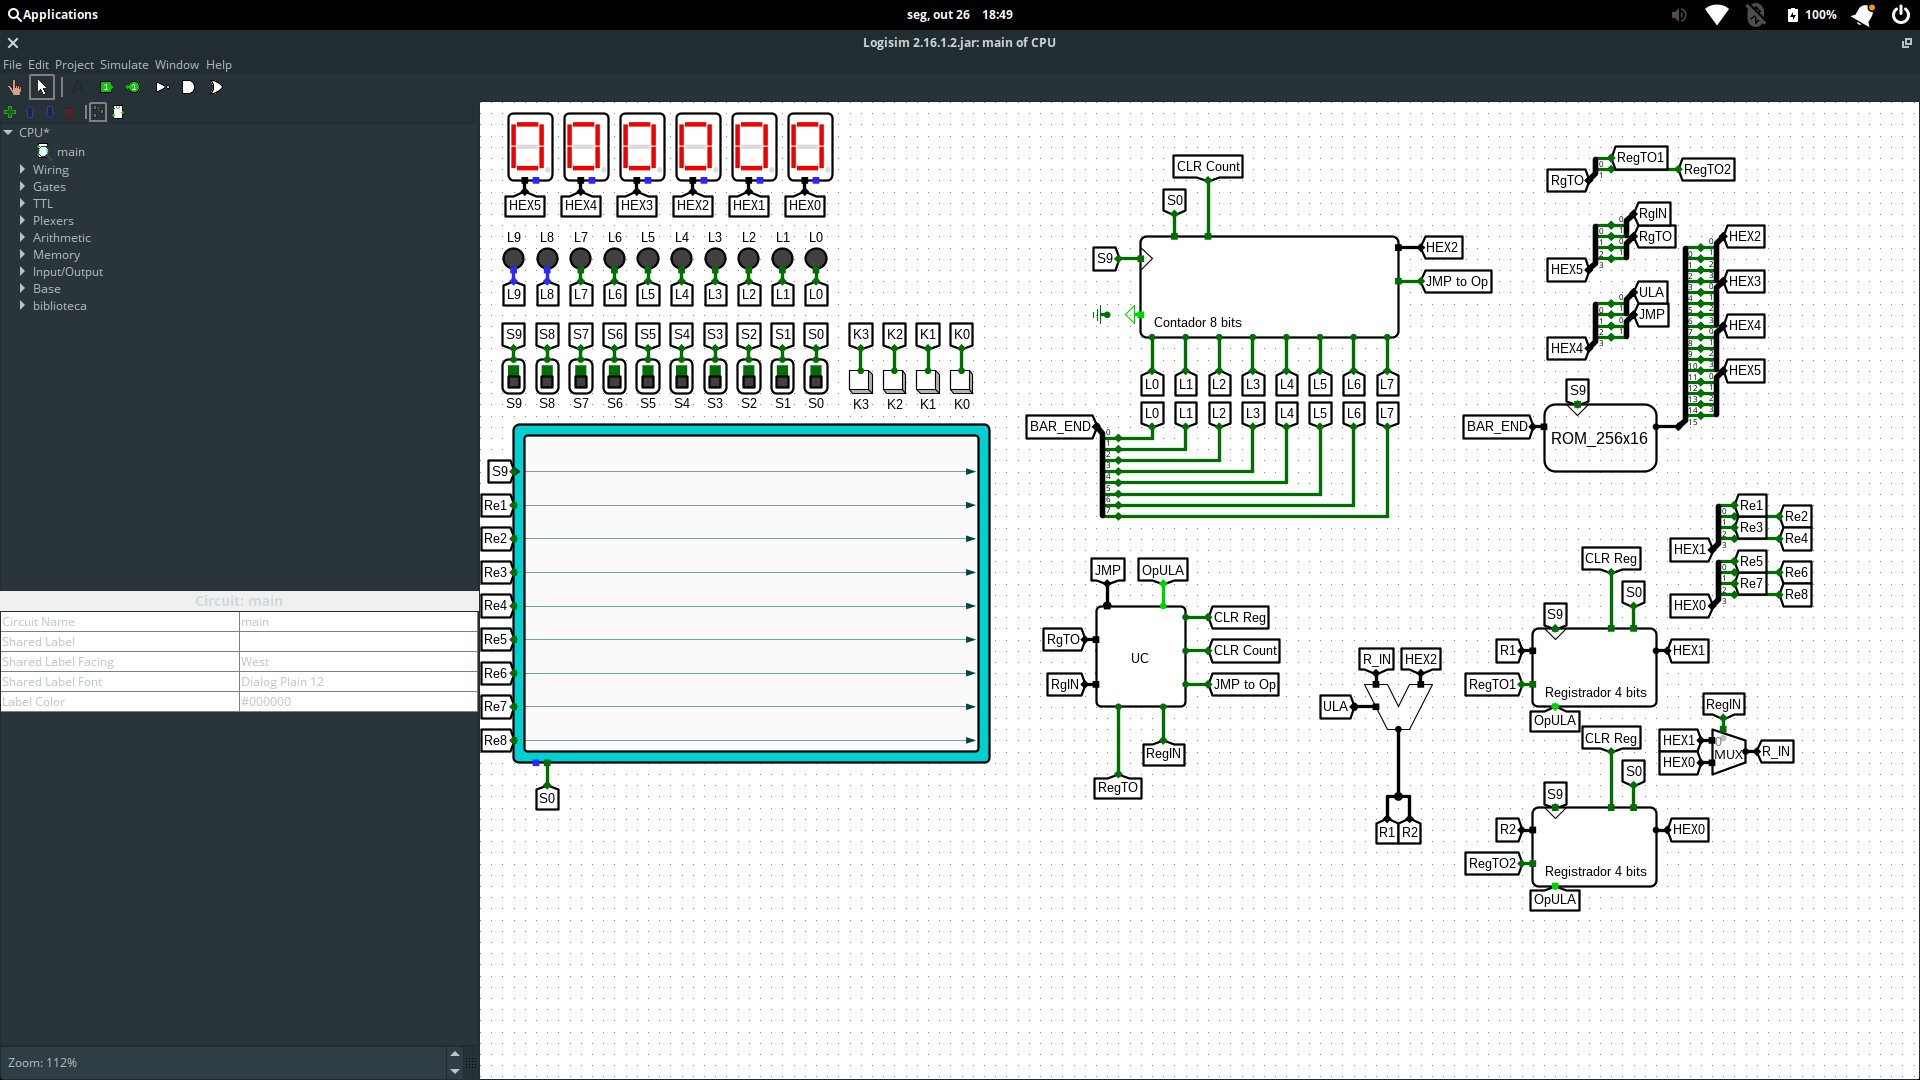 Applications
seg, out 26 18:49
100%
Logisim 2.16.1.2.jar: main of CPU
File Edit Project Simulate Window Help
CPU*
main
Wiring
Gates
TTL
Plexers
Arithmetic
Memory
Input/Output
Base
biblioteca
Circuit: main
Circuit Name main
Shared Label
Shared Label Facing West
Shared Label Font Dialog Plain 12
Label Color #000000
Zoom: 112%
HEX5 HEX4 HEX3 HEX2 HEX1 HEX0
L9 L8 L7 L6 L5 L4 L3 L2 L1 L0
L9 L8 L7 L6 L5 L4 L3 L2 L1 L0
S9 S8 S7 S6 S5 S4 S3 S2 S1 S0 K3 K2 K1 K0
S9 S8 S7 S6 S5 S4 S3 S2 S1 S0 K3 K2 K1 K0
S9
Re1
Re2
Re3
Re4
Re5
Re6
Re7
Re8
S0
CLR Count
S0
S9
HEX2
JMP to Op
Contador 8 bits
L0 L1 L2 L3 L4 L5 L6 L7
L0 L1 L2 L3 L4 L5 L6 L7
BAR_END
JMP OpULA
RgTO
RgIN
UC
CLR Reg
CLR Count
JMP to Op
RegIN
RegTO
R_IN HEX2
ULA
R1 R2
RgTO
RegTO1
RegTO2
RgIN
RgTO
HEX5
ULA
JMP
HEX4
HEX2
HEX3
HEX4
HEX5
S9
BAR_END
ROM_256x16
Re1
Re2
Re3
Re4
HEX1
Re5
Re6
Re7
Re8
HEX0
CLR Reg
S0
S9
R1
HEX1
RegTO1
Registrador 4 bits
OpULA
RegIN
HEX1
HEX0
MUX
R_IN
CLR Reg
S0
S9
R2
HEX0
RegTO2
Registrador 4 bits
OpULA